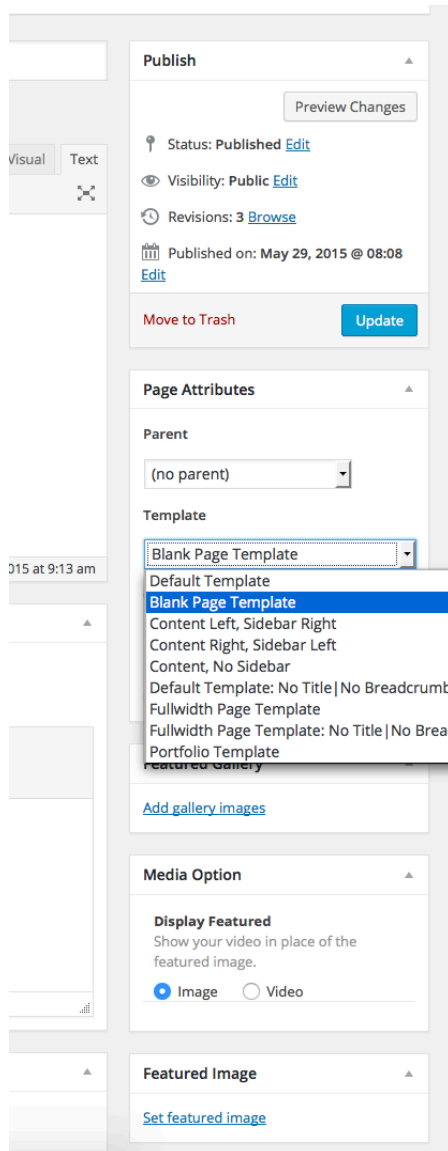 Publish
Preview Changes
Visual Text
Status: Published Edit
Visibility: Public Edit
Revisions: 3 Browse
Published on: May 29, 2015 @ 08:08
Edit
Move to Trash
Update
Page Attributes
Parent
(no parent)
Template
Blank Page Template
015 at 9:13 am
Default Template
Blank Page Template
Content Left, Sidebar Right
Content Right, Sidebar Left
Content, No Sidebar
Default Template: No Title|No Breadcrumb
Fullwidth Page Template
Fullwidth Page Template: No Title|No Brea
Portfolio Template
Featured Gallery
Add gallery images
Media Option
Display Featured
Show your video in place of the
featured image.
Image Video
Featured Image
Set featured image